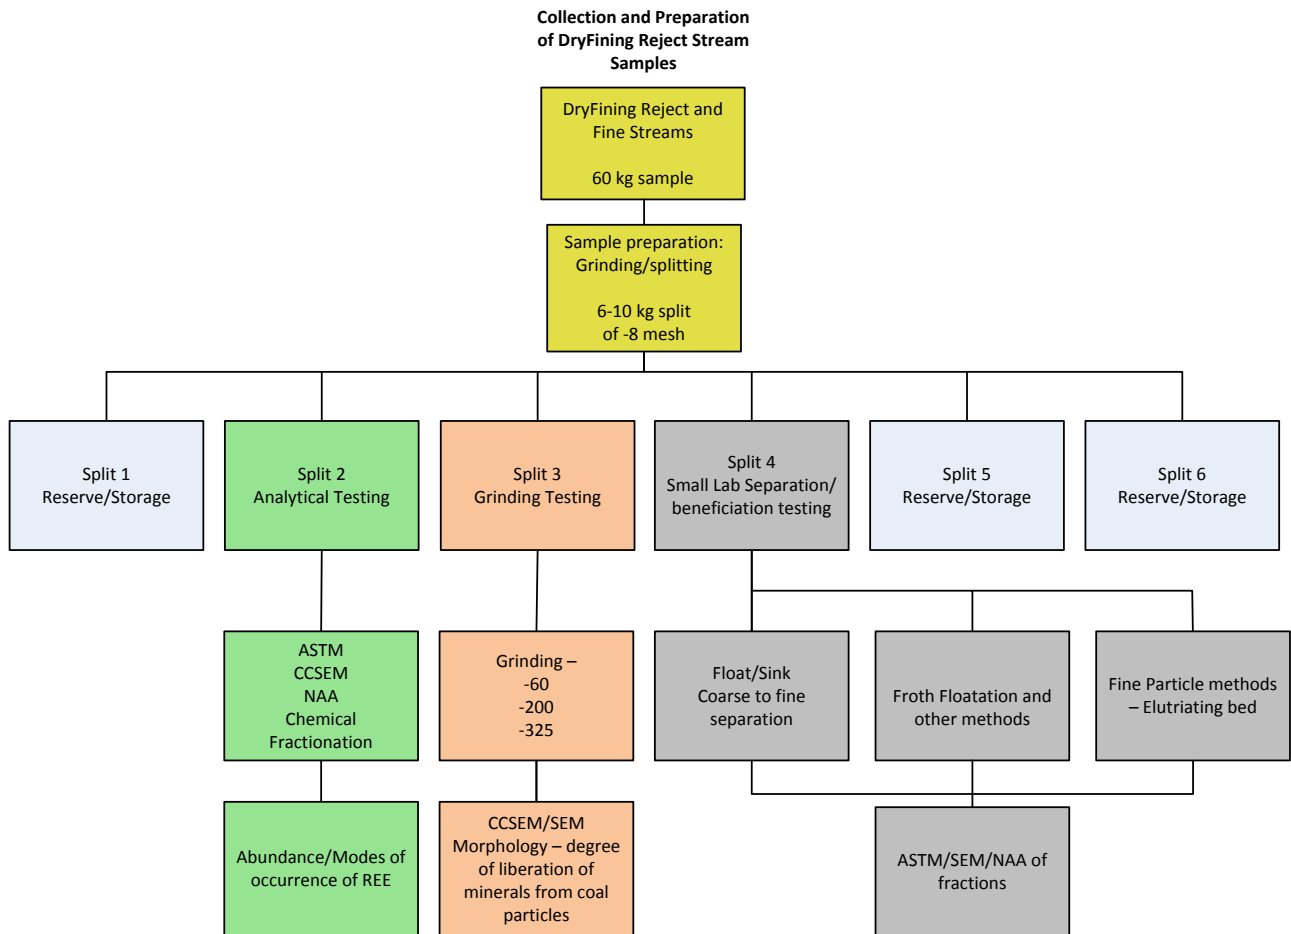 Collection and Preparation
of DryFining Reject Stream
Samples
DryFining Reject and
Fine Streams
60 kg sample
Sample preparation:
Grinding/splitting
6-10 kg split
of -8 mesh
Split 1
Reserve/Storage
Split 2
Analytical Testing
Split 3
Grinding Testing
Split 4
Small Lab Separation/
beneficiation testing
Split 5
Reserve/Storage
Split 6
Reserve/Storage
ASTM
CCSEM
NAA
Chemical
Fractionation
Grinding –
-60
-200
-325
Float/Sink
Coarse to fine
separation
Froth Floatation and
other methods
Fine Particle methods
– Elutriating bed
Abundance/Modes of
occurrence of REE
CCSEM/SEM
Morphology – degree
of liberation of
minerals from coal
particles
ASTM/SEM/NAA of
fractions